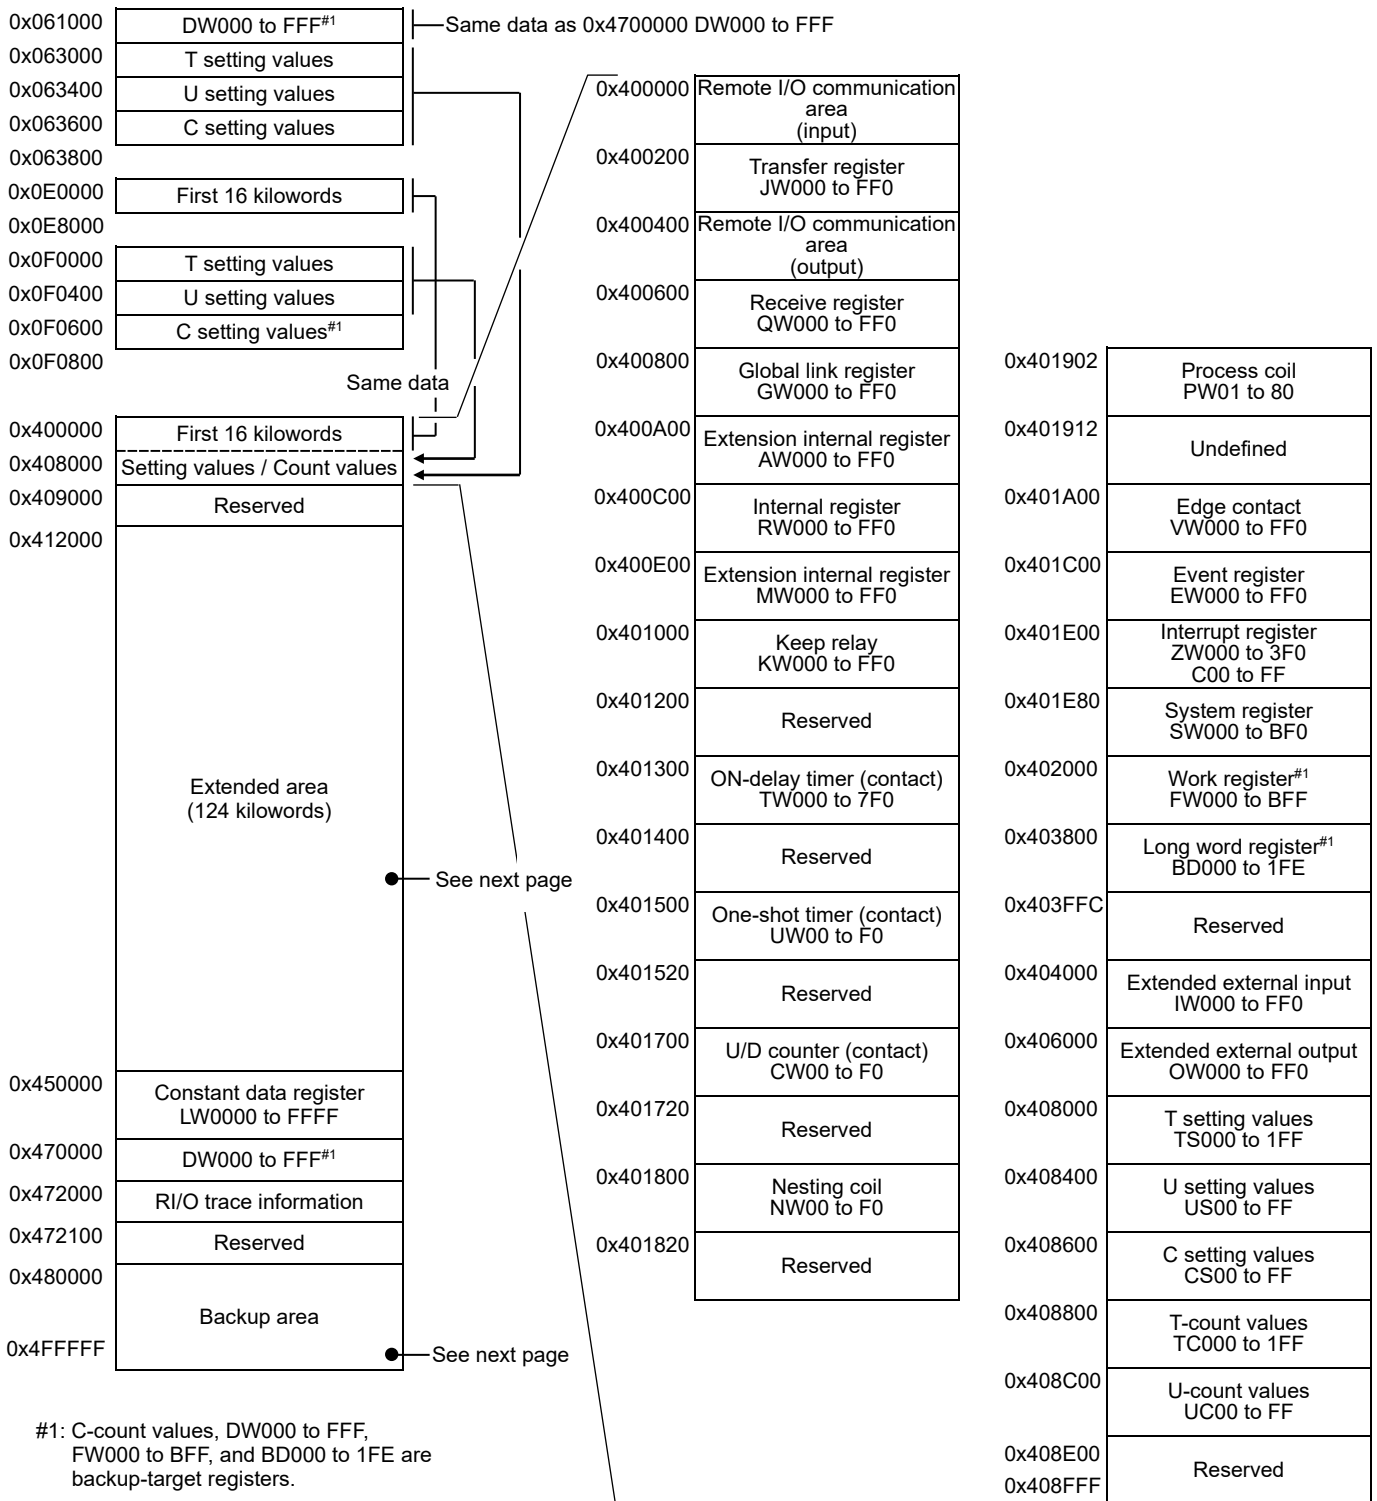 0x061000
DW000 to FFF#1
Same data as 0x4700000 DW000 to FFF
0x063000
T setting values
0x063400
U setting values
0x063600
C setting values
0x063800
0x0E0000
First 16 kilowords
0x0E8000
0x0F0000
T setting values
0x0F0400
U setting values
0x0F0600
C setting values#1
0x0F0800
Same data
0x400000
First 16 kilowords
0x408000
Setting values / Count values
0x409000
Reserved
0x412000
Extended area
(124 kilowords)
See next page
0x450000
Constant data register
LW0000 to FFFF
0x470000
DW000 to FFF#1
0x472000
RI/O trace information
0x472100
Reserved
0x480000
Backup area
0x4FFFFF
See next page
#1: C-count values, DW000 to FFF,
FW000 to BFF, and BD000 to 1FE are
backup-target registers.
0x400000
Remote I/O communication
area
(input)
0x400200
Transfer register
JW000 to FF0
0x400400
Remote I/O communication
area
(output)
0x400600
Receive register
QW000 to FF0
0x400800
Global link register
GW000 to FF0
0x400A00
Extension internal register
AW000 to FF0
0x400C00
Internal register
RW000 to FF0
0x400E00
Extension internal register
MW000 to FF0
0x401000
Keep relay
KW000 to FF0
0x401200
Reserved
0x401300
ON-delay timer (contact)
TW000 to 7F0
0x401400
Reserved
0x401500
One-shot timer (contact)
UW00 to F0
0x401520
Reserved
0x401700
U/D counter (contact)
CW00 to F0
0x401720
Reserved
0x401800
Nesting coil
NW00 to F0
0x401820
Reserved
0x401902
Process coil
PW01 to 80
0x401912
Undefined
0x401A00
Edge contact
VW000 to FF0
0x401C00
Event register
EW000 to FF0
0x401E00
Interrupt register
ZW000 to 3F0
C00 to FF
0x401E80
System register
SW000 to BF0
0x402000
Work register#1
FW000 to BFF
0x403800
Long word register#1
BD000 to 1FE
0x403FFC
Reserved
0x404000
Extended external input
IW000 to FF0
0x406000
Extended external output
OW000 to FF0
0x408000
T setting values
TS000 to 1FF
0x408400
U setting values
US00 to FF
0x408600
C setting values
CS00 to FF
0x408800
T-count values
TC000 to 1FF
0x408C00
U-count values
UC00 to FF
0x408E00
Reserved
0x408FFF